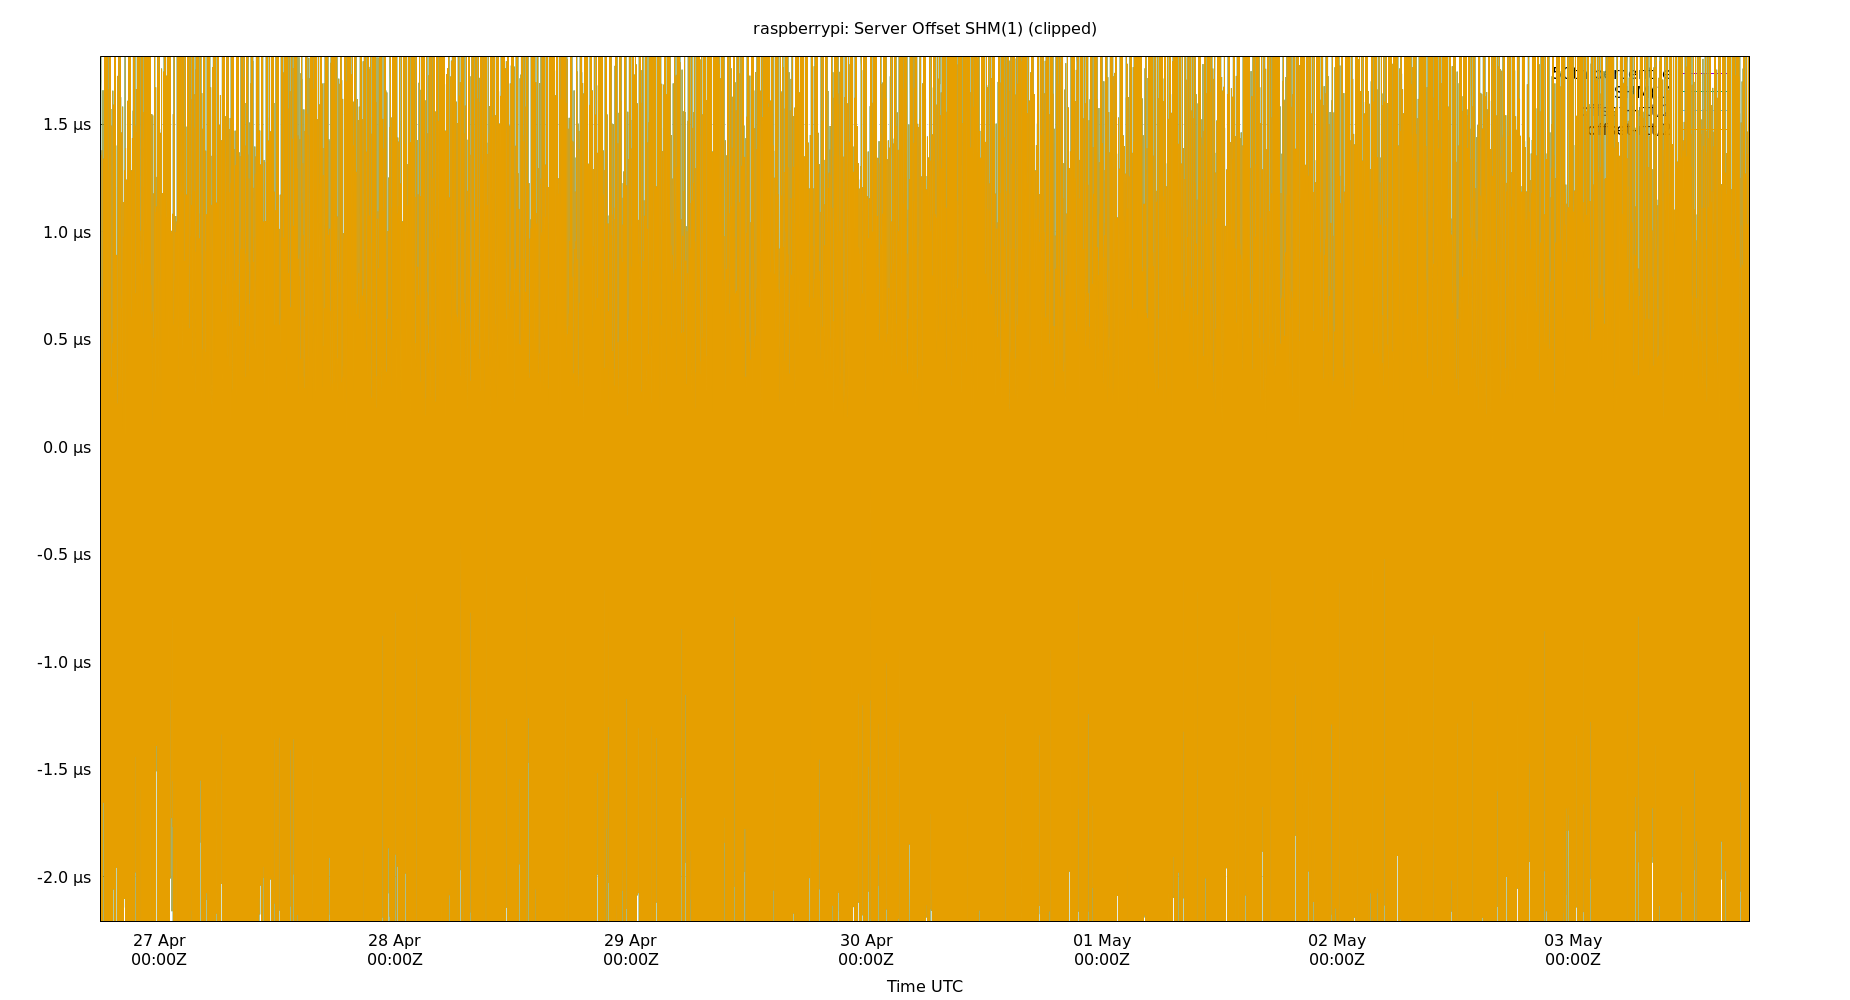 raspberrypi: Server Offset SHM(1) (clipped)
1.5 μs
1.0 μs
0.5 μs
0.0 μs
-0.5 μs
-1.0 μs
-1.5 μs
-2.0 μs
27 Apr 28 Apr 29 Apr 30 Apr 01 May 02 May 03 May
00:00Z 00:00Z 00:00Z 00:00Z 00:00Z 00:00Z 00:00Z
Time UTC